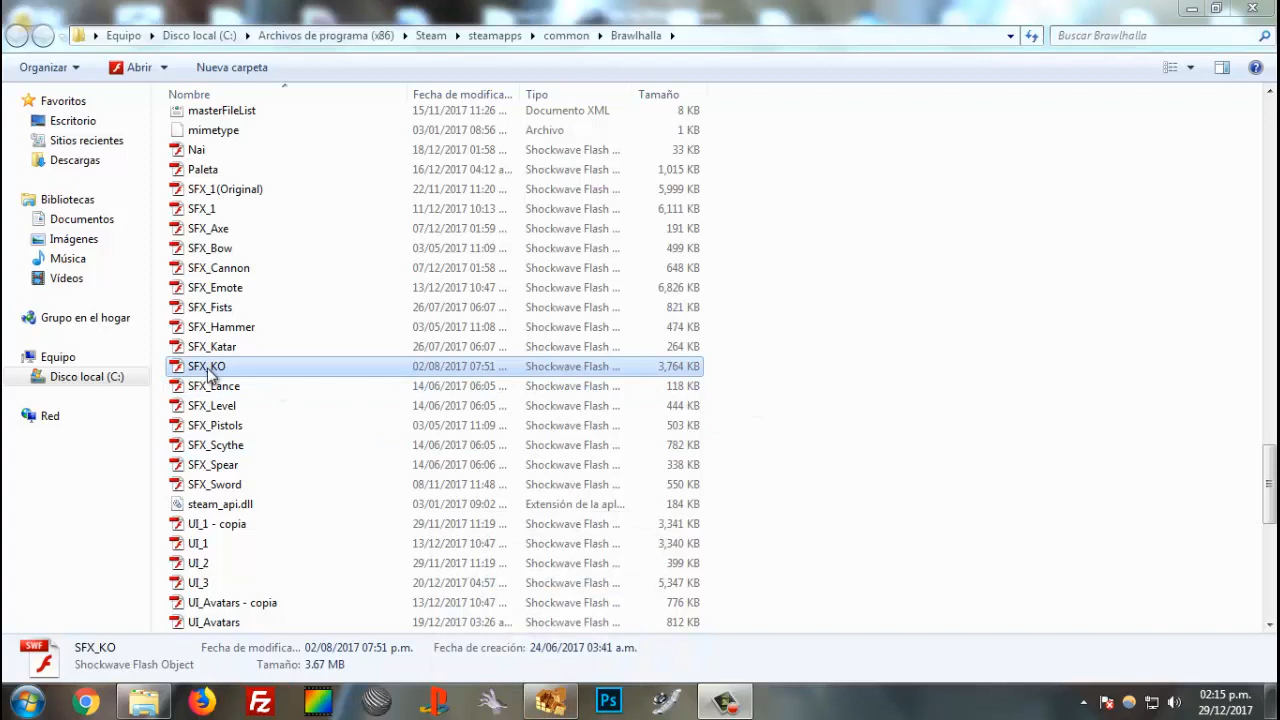 Equipo ▸ Disco local (C:) ▸ Archivos de programa (x86) ▸ Steam ▸ steamapps ▸ common ▸ Brawlhalla ▸ Buscar Brawlhalla
Organizar Abrir Nueva carpeta
Favoritos
Escritorio
Sitios recientes
Descargas
Bibliotecas
Documentos
Imágenes
Música
Vídeos
Grupo en el hogar
Equipo
Disco local (C:)
Red
Nombre Fecha de modifica... Tipo Tamaño
masterFileList 15/11/2017 11:26 ... Documento XML 8 KB
mimetype 03/01/2017 08:56 ... Archivo 1 KB
Nai 18/12/2017 01:58 ... Shockwave Flash ... 33 KB
Paleta 16/12/2017 04:12 a... Shockwave Flash ... 1,015 KB
SFX_1(Original) 22/11/2017 11:20 ... Shockwave Flash ... 5,999 KB
SFX_1 11/12/2017 10:13 ... Shockwave Flash ... 6,111 KB
SFX_Axe 07/12/2017 01:59 ... Shockwave Flash ... 191 KB
SFX_Bow 03/05/2017 11:09 ... Shockwave Flash ... 499 KB
SFX_Cannon 07/12/2017 01:58 ... Shockwave Flash ... 648 KB
SFX_Emote 13/12/2017 10:47 ... Shockwave Flash ... 6,826 KB
SFX_Fists 26/07/2017 06:07 ... Shockwave Flash ... 821 KB
SFX_Hammer 03/05/2017 11:08 ... Shockwave Flash ... 474 KB
SFX_Katar 26/07/2017 06:07 ... Shockwave Flash ... 264 KB
SFX_KO 02/08/2017 07:51 ... Shockwave Flash ... 3,764 KB
SFX_Lance 14/06/2017 06:05 ... Shockwave Flash ... 118 KB
SFX_Level 14/06/2017 06:05 ... Shockwave Flash ... 444 KB
SFX_Pistols 03/05/2017 11:09 ... Shockwave Flash ... 503 KB
SFX_Scythe 14/06/2017 06:05 ... Shockwave Flash ... 782 KB
SFX_Spear 14/06/2017 06:06 ... Shockwave Flash ... 338 KB
SFX_Sword 08/11/2017 11:48 ... Shockwave Flash ... 550 KB
steam_api.dll 03/01/2017 09:02 ... Extensión de la apl... 184 KB
UI_1 - copia 29/11/2017 11:19 ... Shockwave Flash ... 3,341 KB
UI_1 13/12/2017 10:47 ... Shockwave Flash ... 3,340 KB
UI_2 29/11/2017 11:19 ... Shockwave Flash ... 399 KB
UI_3 20/12/2017 04:57 ... Shockwave Flash ... 5,347 KB
UI_Avatars - copia 13/12/2017 10:47 ... Shockwave Flash ... 776 KB
UI_Avatars 19/12/2017 03:26 a... Shockwave Flash ... 812 KB
SWF SFX_KO Fecha de modifica... 02/08/2017 07:51 p.m. Fecha de creación: 24/06/2017 03:41 a.m.
Shockwave Flash Object Tamaño: 3.67 MB
Fz Ps 02:15 p.m.
29/12/2017